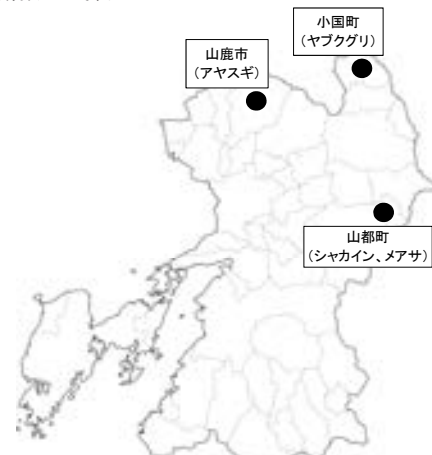 小国町
（ヤブクグリ）
山鹿市
（アヤスギ）
山都町
（シャカイン、メアサ）